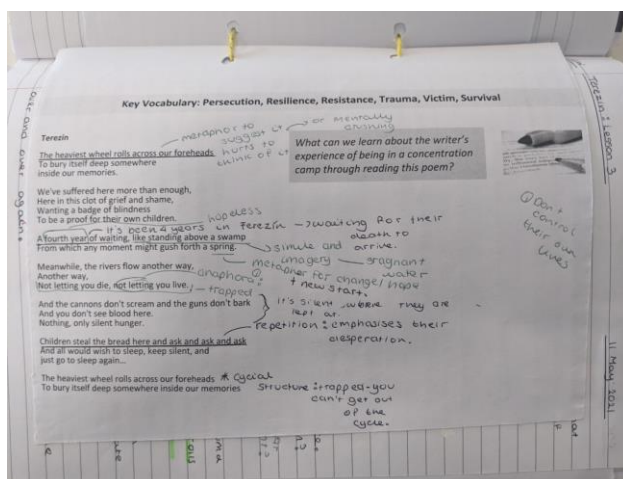 Key Vocabulary: Persecution, Resilience, Resistance, Trauma, Victim, Survival
Terezin : Lesson 3
over and over again.
Terezin
metaphor to suggest it hurts to think of it
or mentally draining
The heaviest wheel rolls across our foreheads
To bury itself deep somewhere
inside our memories.
What can we learn about the writer's
experience of being in a concentration
camp through reading this poem?
We've suffered here more than enough,
Here in this clot of grief and shame,
Wanting a badge of blindness
To be a proof for their own children.
hopeless
① Don't
control
their own
lives
it's been 4 years in Terezin → waiting for their
death to
arrive.
A fourth year of waiting, like standing above a swamp
From which any moment might gush forth a spring.
simile and
imagery
Meanwhile, the rivers flow another way,
Another way,
Not letting you die, not letting you live.
metapher for change/hope
+ new start.
water
anaphora:
trapped
And the cannons don't scream and the guns don't bark
And you don't see blood here.
Nothing, only silent hunger.
it's silent where they are
kept at.
repetition : emphasises their
desperation.
Children steal the bread here and ask and ask and ask
And all would wish to sleep, keep silent, and
just to go to sleep again...
The heaviest wheel rolls across our foreheads
To bury itself deep somewhere inside our memories
* cycial
structure : trapped - you
can't get out
of the
cycle.
11 May 2021